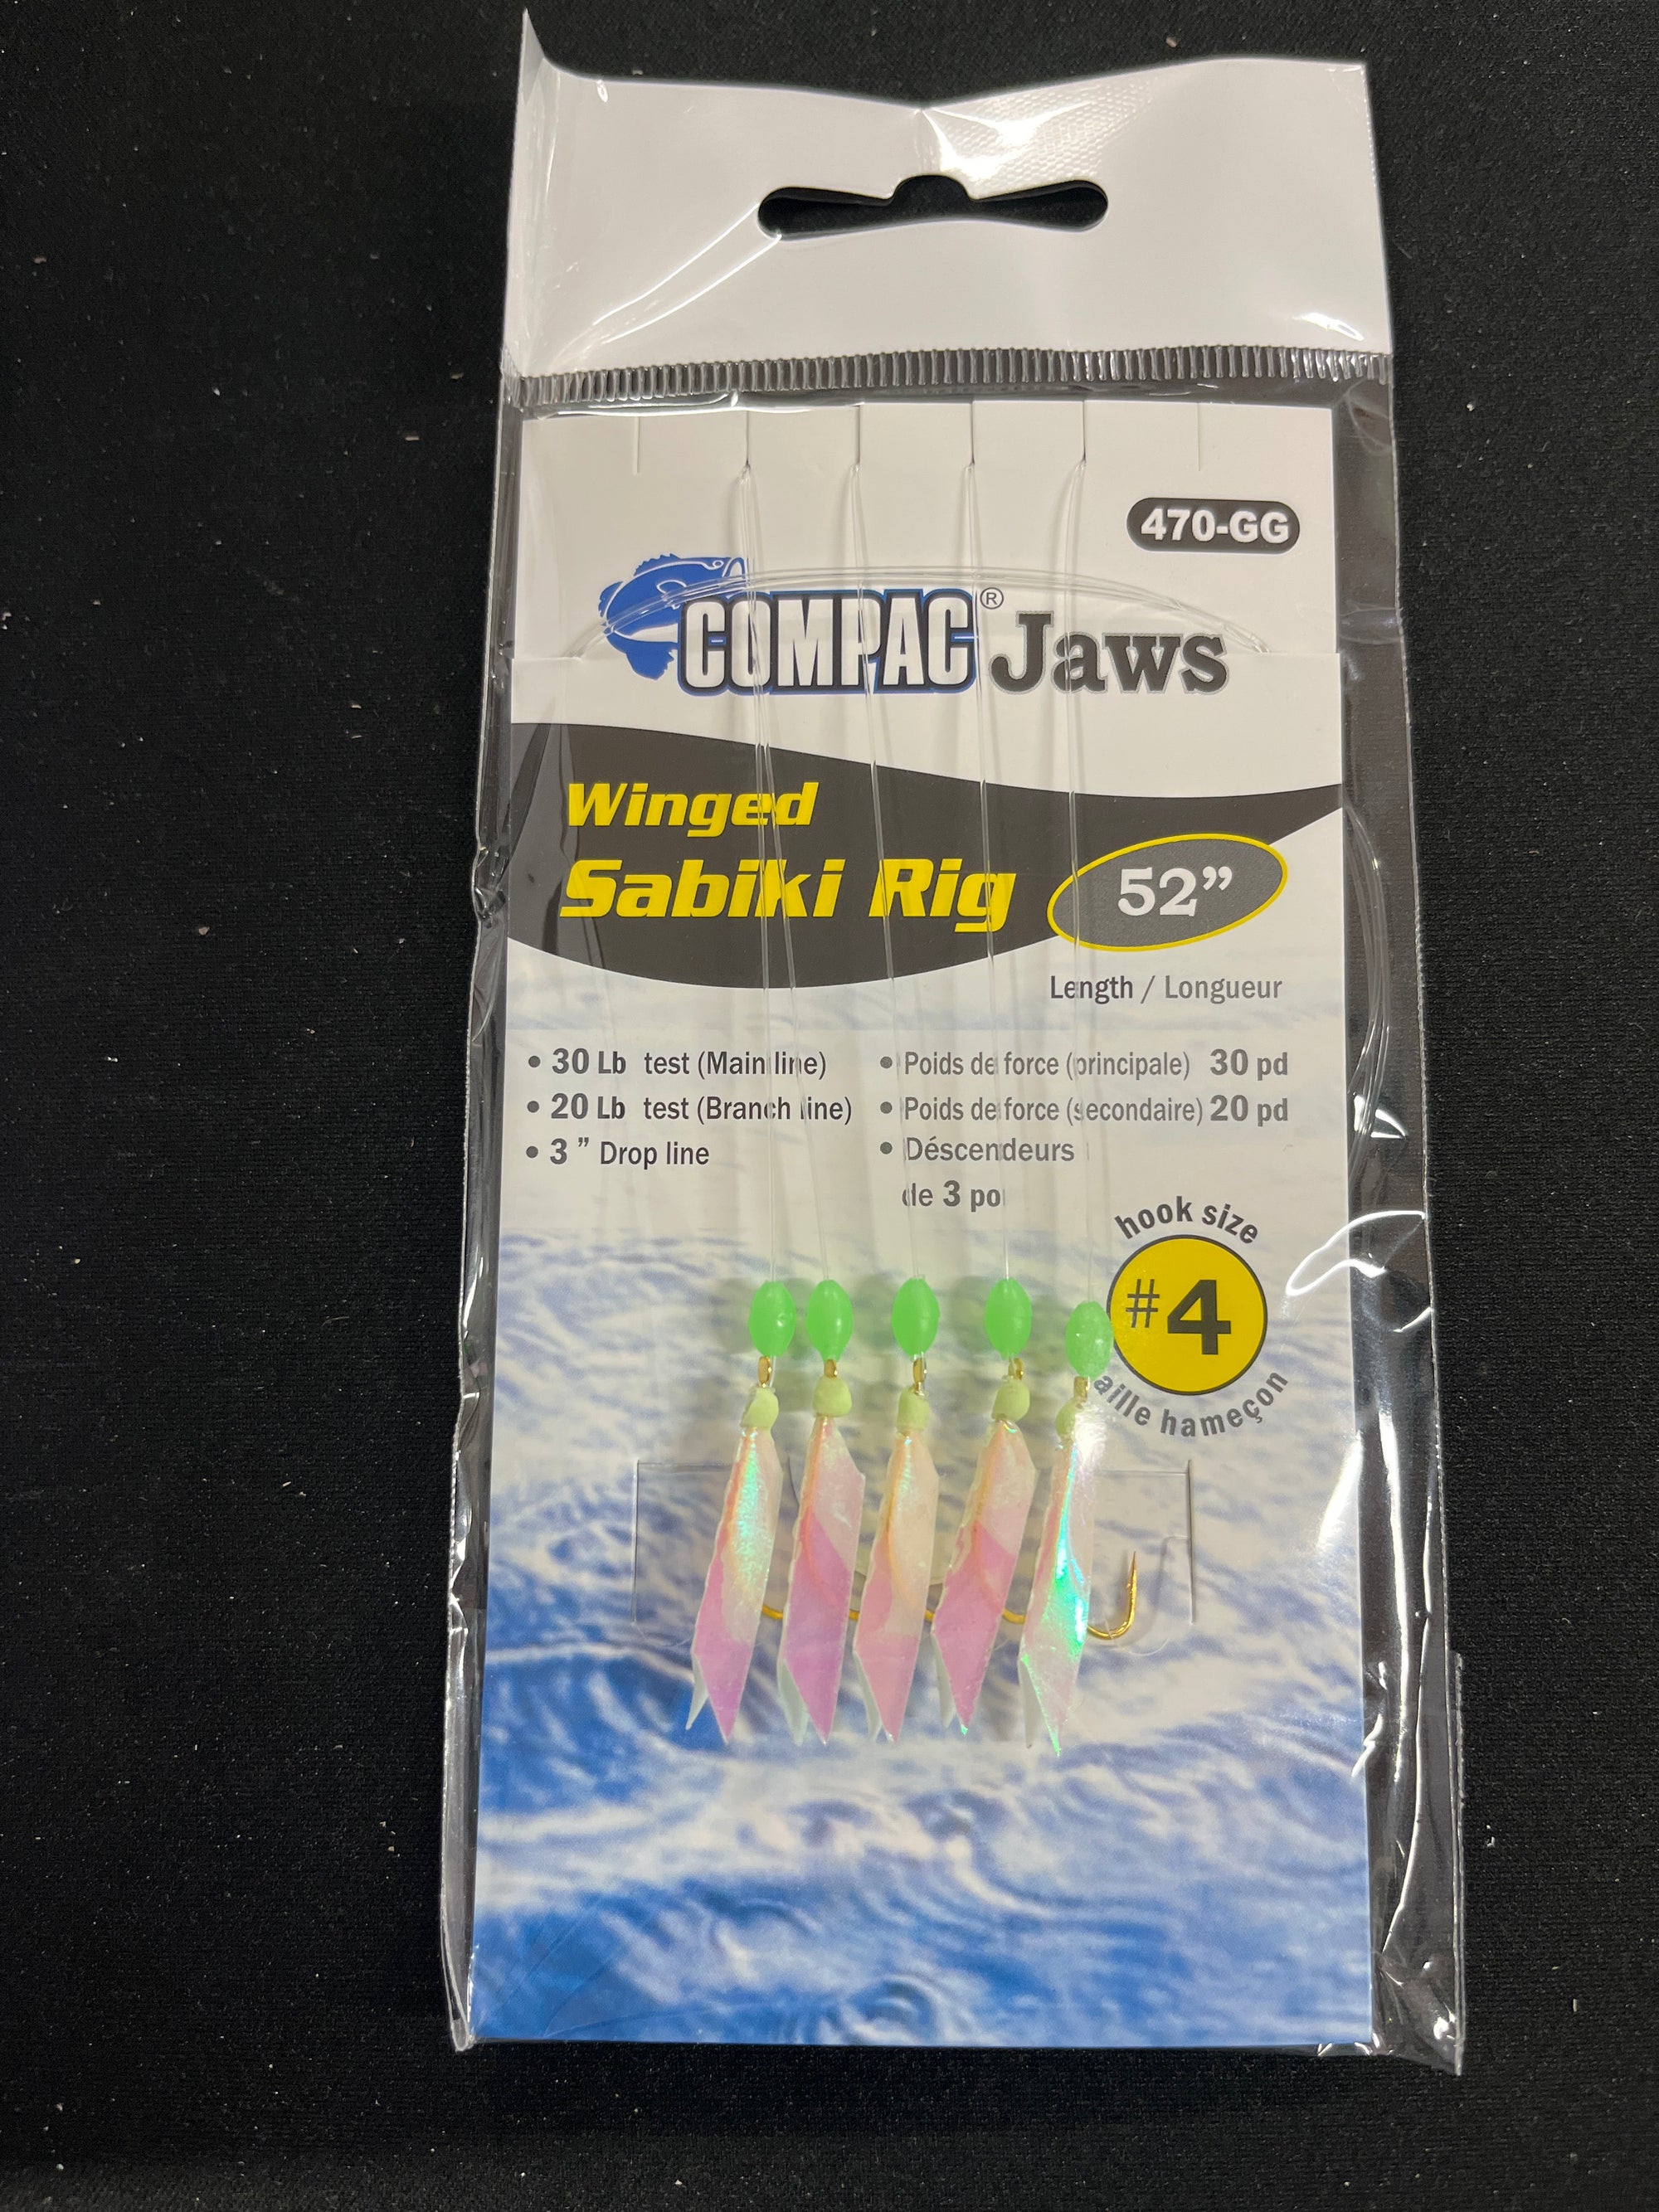 470-GG
COMPAC® Jaws
Winged
Sabiki Rig
52”
Length / Longueur
• 30 Lb test (Main line)
• 20 Lb test (Branch line)
• 3 ” Drop line
• Poids de force (principale) 30 pd
• Poids de force (secondaire) 20 pd
• Déscendeurs
de 3 po
hook size
#4
aille hameçon